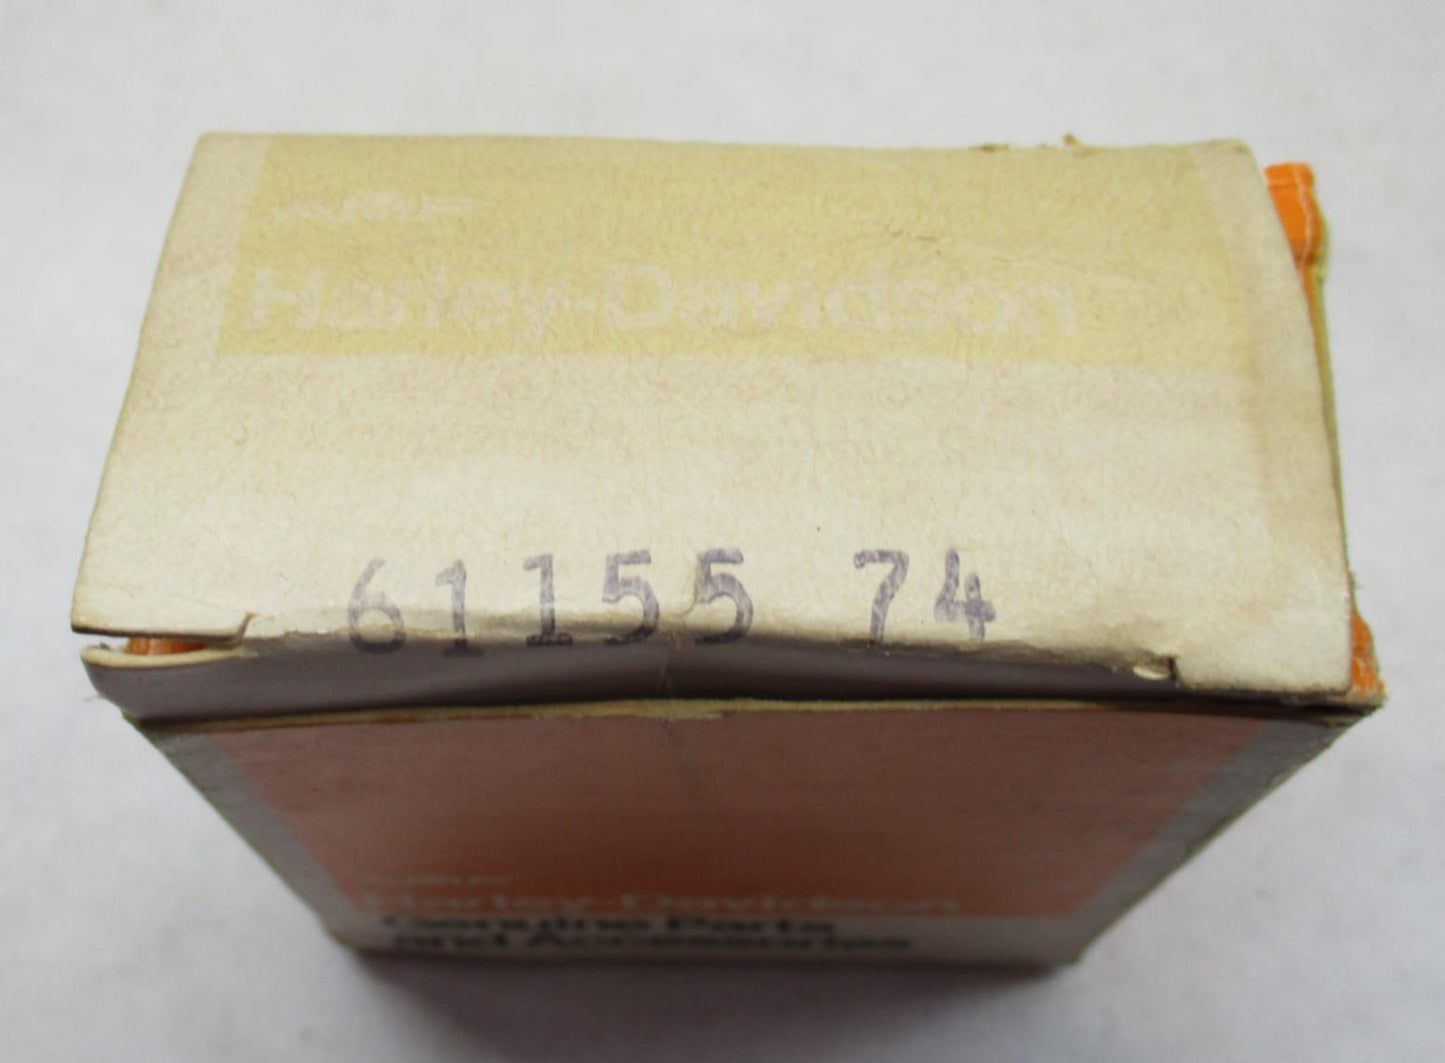 AMF
Harley-Davidson
61155 74
AMF
Harley-Davidson
Genuine Parts
and Accessories